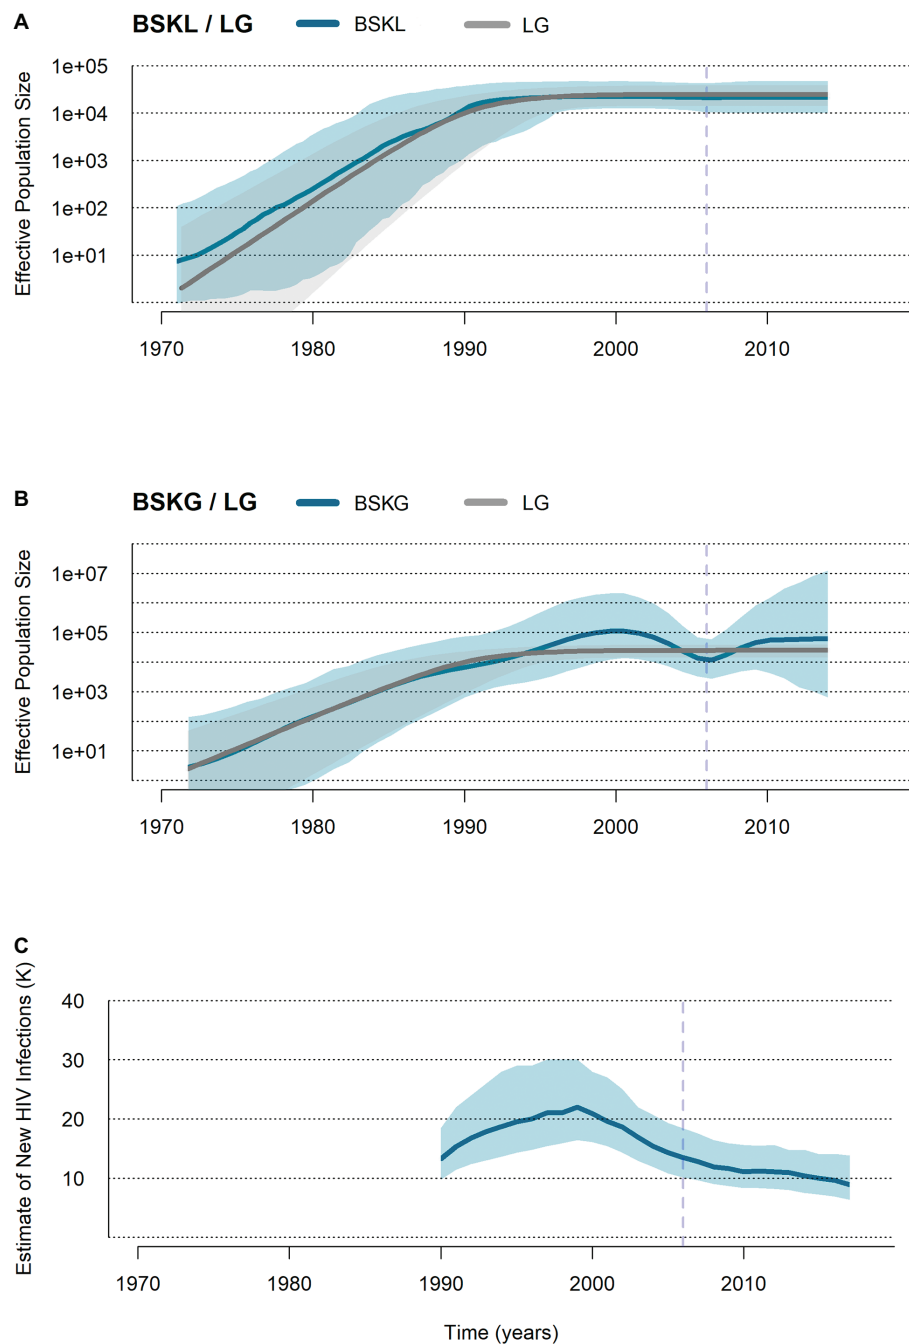 A
BSKL / LG
BSKL
LG
Effective Population Size
1e+05
1e+04
1e+03
1e+02
1e+01
1970 1980 1990 2000 2010
B
BSKG / LG
BSKG
LG
Effective Population Size
1e+07
1e+05
1e+03
1e+01
1970 1980 1990 2000 2010
C
Estimate of New HIV Infections (K)
40
30
20
10
1970 1980 1990 2000 2010
Time (years)